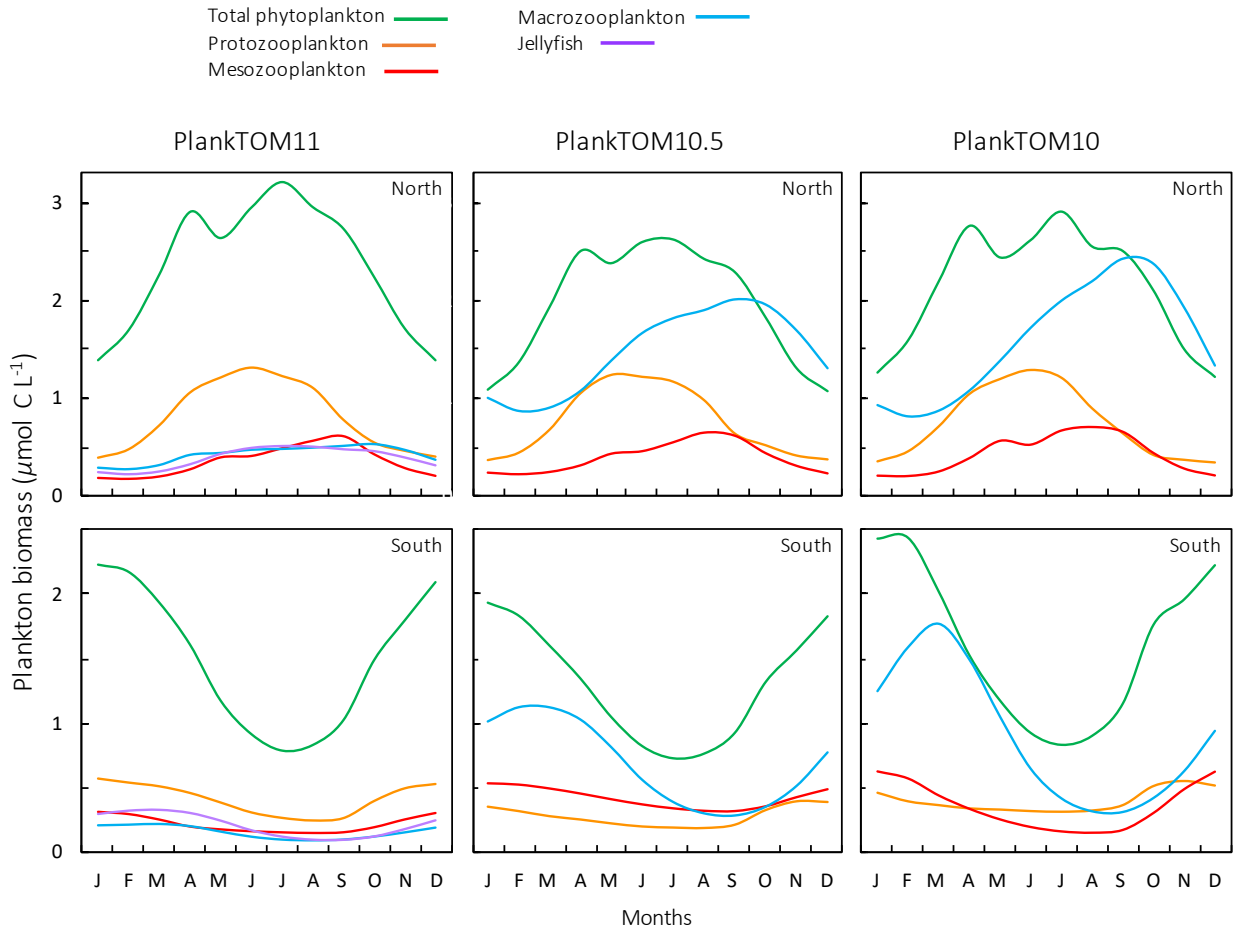 Total phytoplankton
Macrozooplankton
Protozooplankton
Jellyfish
Mesozooplankton
PlankTOM11
PlankTOM10.5
PlankTOM10
North
North
North
3
2
1
0
South
South
South
2
1
0
Plankton biomass (μmol C L⁻¹)
J F M A M J J A S O N D
J F M A M J J A S O N D
J F M A M J J A S O N D
Months